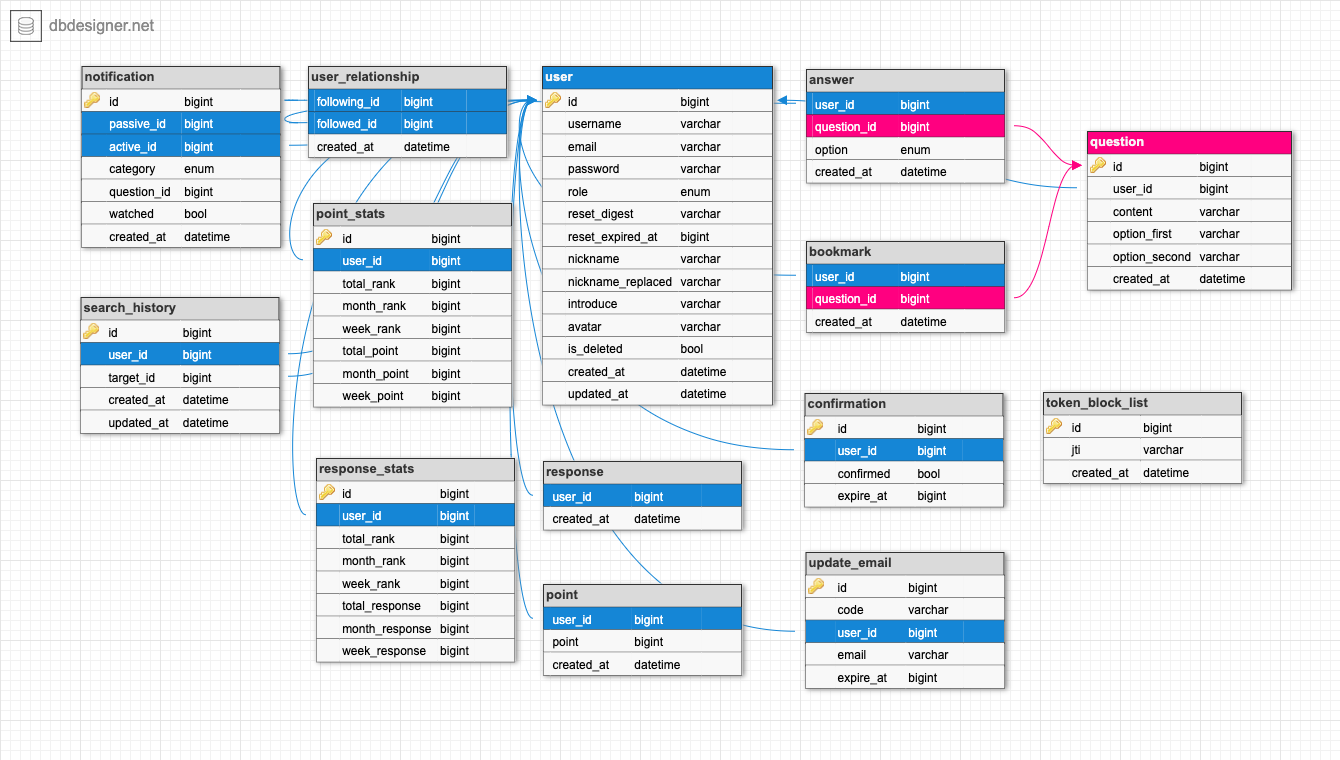 dbdesigner.net
notification
id bigint
passive_id bigint
active_id bigint
category enum
question_id bigint
watched bool
created_at datetime
user_relationship
following_id bigint
followed_id bigint
created_at datetime
user
id bigint
username varchar
email varchar
password varchar
role enum
reset_digest varchar
reset_expired_at bigint
nickname varchar
nickname_replaced varchar
introduce varchar
avatar varchar
is_deleted bool
created_at datetime
updated_at datetime
answer
user_id bigint
question_id bigint
option enum
created_at datetime
question
id bigint
user_id bigint
content varchar
option_first varchar
option_second varchar
created_at datetime
point_stats
id bigint
user_id bigint
total_rank bigint
month_rank bigint
week_rank bigint
total_point bigint
month_point bigint
week_point bigint
bookmark
user_id bigint
question_id bigint
created_at datetime
search_history
id bigint
user_id bigint
target_id bigint
created_at datetime
updated_at datetime
confirmation
id bigint
user_id bigint
confirmed bool
expire_at bigint
token_block_list
id bigint
jti varchar
created_at datetime
response_stats
id bigint
user_id bigint
total_rank bigint
month_rank bigint
week_rank bigint
total_response bigint
month_response bigint
week_response bigint
response
user_id bigint
created_at datetime
point
user_id bigint
point bigint
created_at datetime
update_email
id bigint
code varchar
user_id bigint
email varchar
expire_at bigint